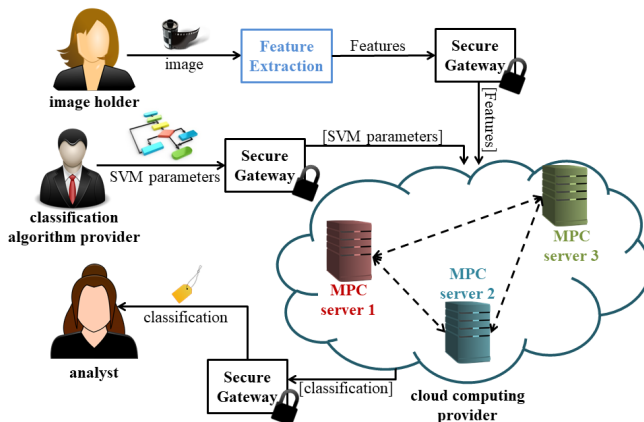 image
image holder
Feature
Extraction
Features
Secure
Gateway
[Features]
SVM parameters
classification
algorithm provider
Secure
Gateway
[SVM parameters]
MPC
server 1
MPC
server 2
MPC
server 3
cloud computing
provider
[classification]
Secure
Gateway
classification
analyst